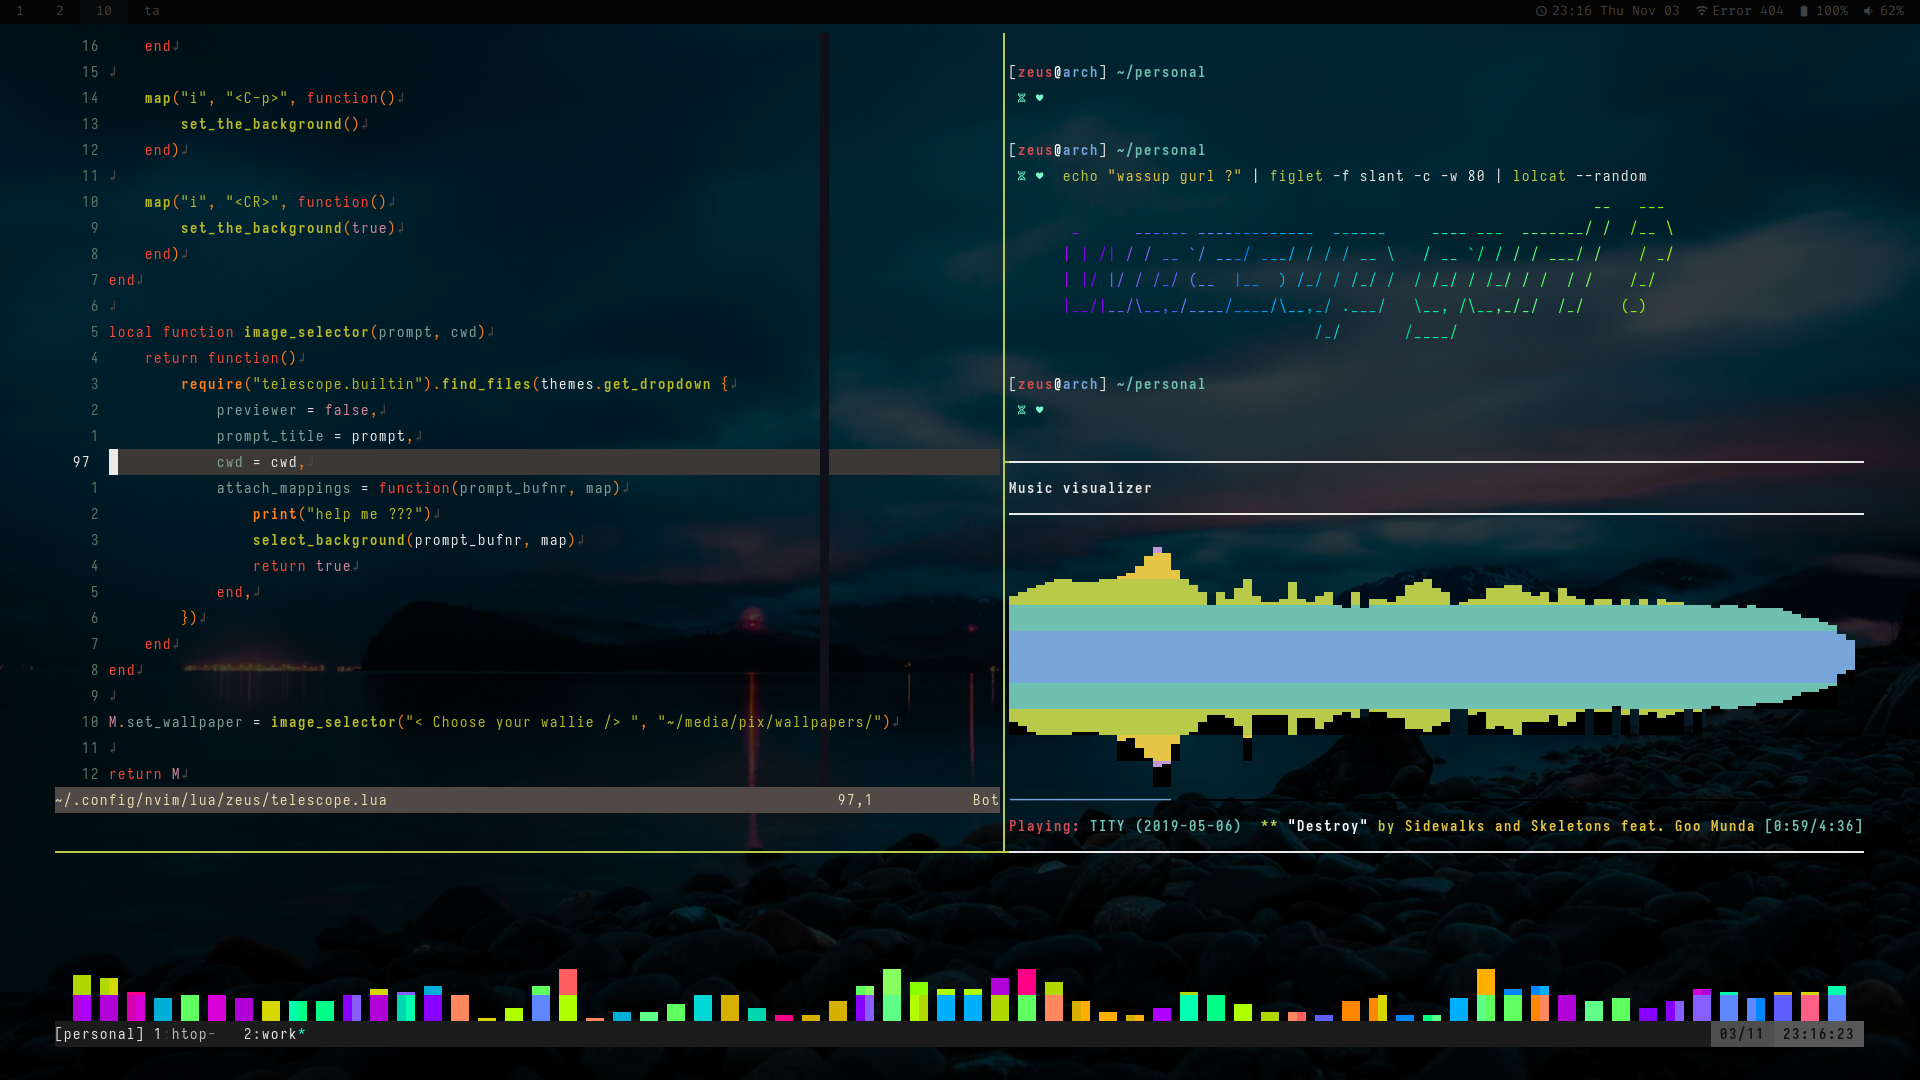 1 2 10 ta 23:16 Thu Nov 03 Error 404 100% 62%
16 end
15
14 map("i", "<C-p>", function()
13 set_the_background()
12 end)
11
10 map("i", "<CR>", function()
9 set_the_background(true)
8 end)
7 end
6
5 local function image_selector(prompt, cwd)
4 return function()
3 require("telescope.builtin").find_files(themes.get_dropdown {
2 previewer = false,
1 prompt_title = prompt,
97 cwd = cwd,
1 attach_mappings = function(prompt_bufnr, map)
2 print("help me ???")
3 select_background(prompt_bufnr, map)
4 return true
5 end,
6 })
7 end
8 end
9
10 M.set_wallpaper = image_selector("< Choose your wallie /> ", "~/media/pix/wallpapers/")
11
12 return M
~/.config/nvim/lua/zeus/telescope.lua 97,1 Bot
[zeus@arch] ~/personal
♥
[zeus@arch] ~/personal
♥ echo "wassup gurl ?" | figlet -f slant -c -w 80 | lolcat --random
wassup gurl ?
[zeus@arch] ~/personal
♥
Music visualizer
Playing: TITY (2019-05-06) ** "Destroy" by Sidewalks and Skeletons feat. Goo Munda [0:59/4:36]
[personal] 1:htop- 2:work* 03/11 23:16:23